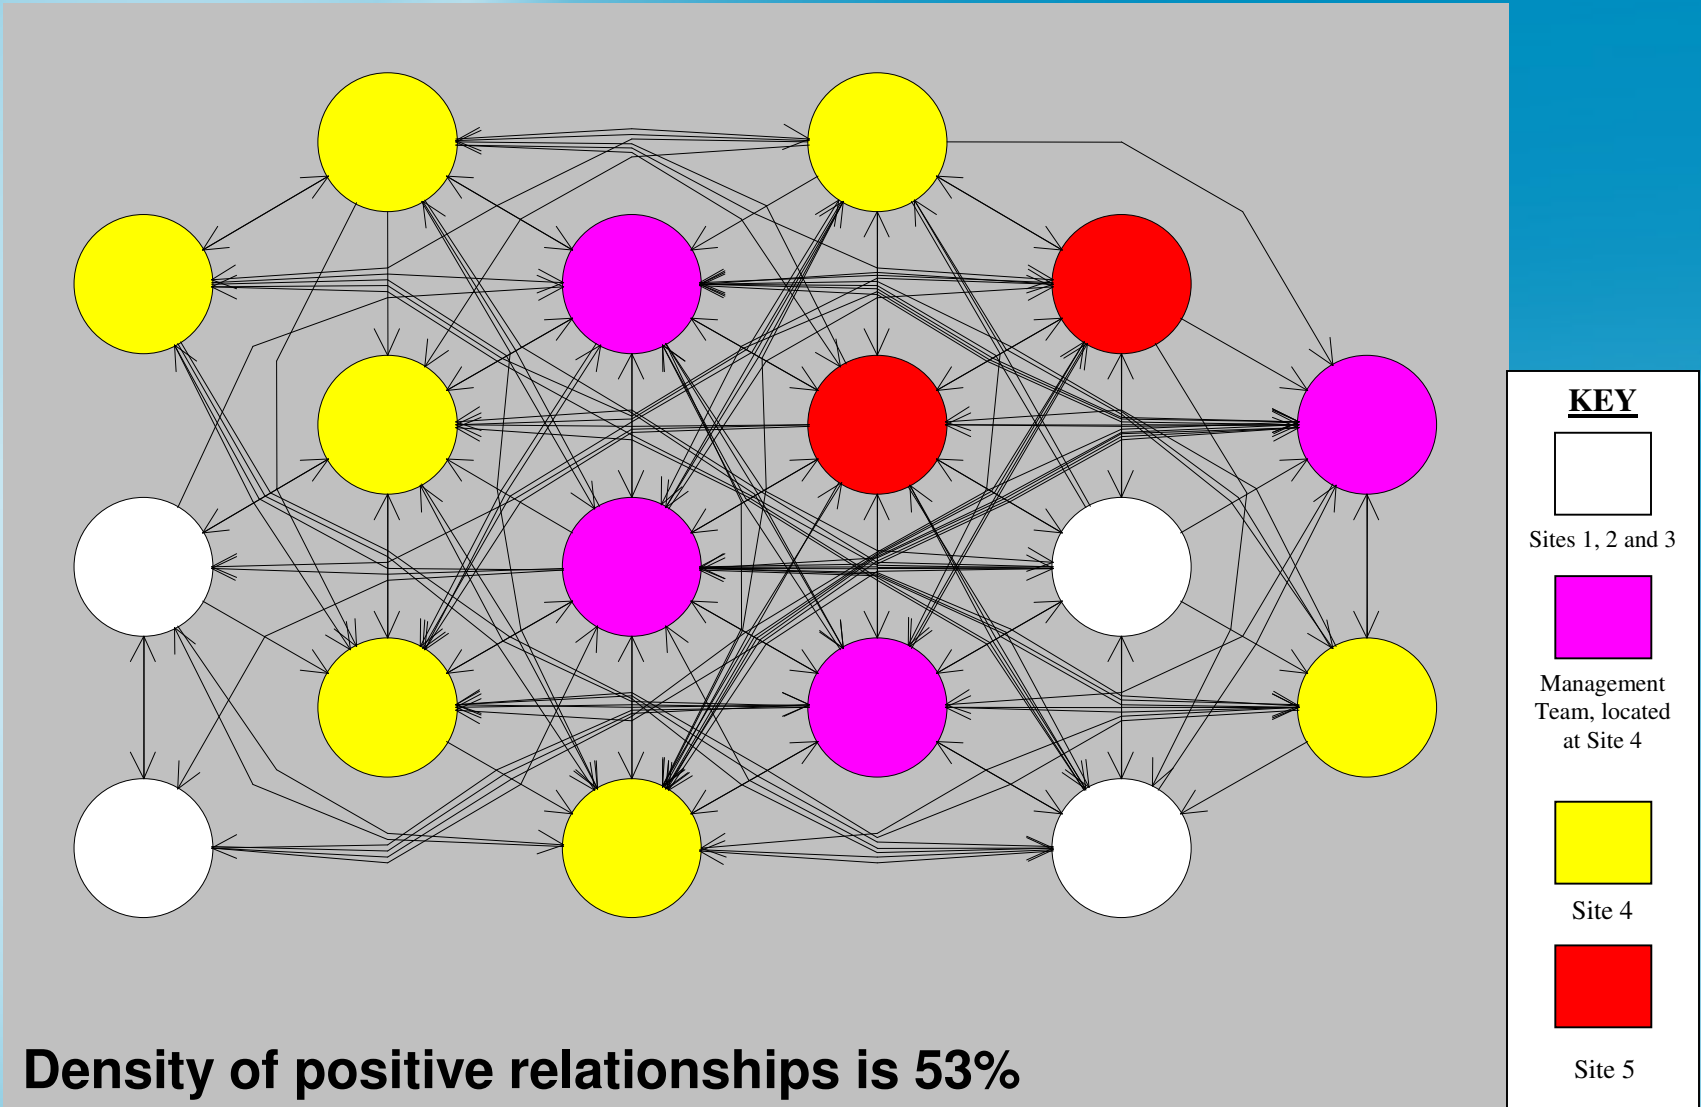 KEY
Sites 1, 2 and 3
Management
Team, located
at Site 4
Site 4
Site 5
Density of positive relationships is 53%